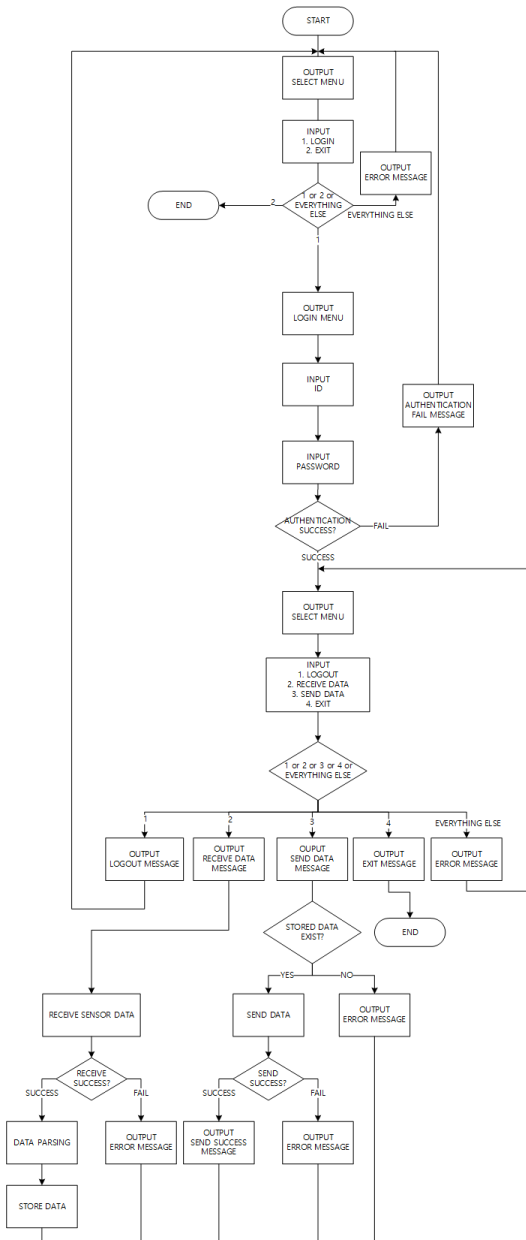 START
OUTPUT
SELECT MENU
INPUT
1. LOGIN
2. EXIT
OUTPUT
ERROR MESSAGE
1 or 2 or
EVERYTHING
ELSE
2
END
EVERYTHING ELSE
1
OUTPUT
LOGIN MENU
INPUT
ID
OUTPUT
AUTHENTICATION
FAIL MESSAGE
INPUT
PASSWORD
AUTHENTICATION
SUCCESS?
FAIL
SUCCESS
OUTPUT
SELECT MENU
INPUT
1. LOGOUT
2. RECEIVE DATA
3. SEND DATA
4. EXIT
1 or 2 or 3 or 4 or
EVERYTHING ELSE
1
2
3
4
EVERYTHING ELSE
OUTPUT
LOGOUT MESSAGE
OUTPUT
RECEIVE DATA
MESSAGE
OUPUT
SEND DATA
MESSAGE
OUTPUT
EXIT MESSAGE
OUTPUT
ERROR MESSAGE
STORED DATA
EXIST?
END
YES
NO
RECEIVE SENSOR DATA
SEND DATA
OUTPUT
ERROR MESSAGE
RECEIVE
SUCCESS?
SEND
SUCCESS?
SUCCESS
FAIL
SUCCESS
FAIL
DATA PARSING
OUTPUT
ERROR MESSAGE
OUTPUT
SEND SUCCESS
MESSAGE
OUTPUT
ERROR MESSAGE
STORE DATA